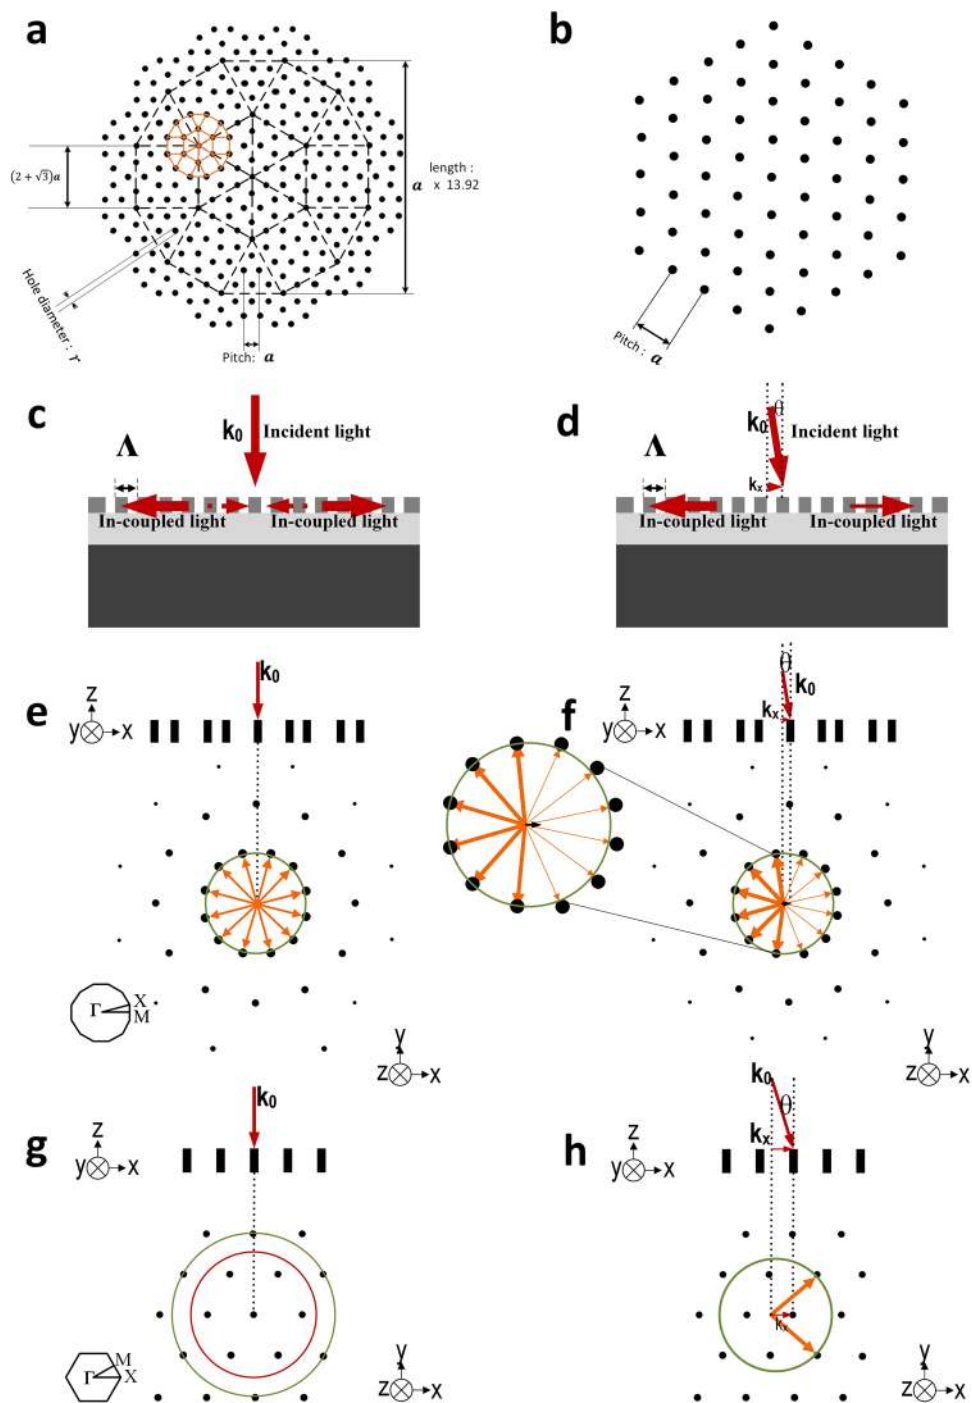 a
b
(2 + √3)a
length :
a x 13.92
Hole diameter : r
Pitch: a
Pitch : a
c
d
k₀ Incident light
θ
k₀ Incident light
kₓ
Λ
Λ
In-coupled light In-coupled light
In-coupled light In-coupled light
e
f
k₀
θ
k₀
kₓ
z
y x
z
y x
Γ X
M
y
z x
y
z x
g
h
k₀
k₀
θ
kₓ
z
y x
z
y x
kₓ
Γ M
X
y
z x
y
z x